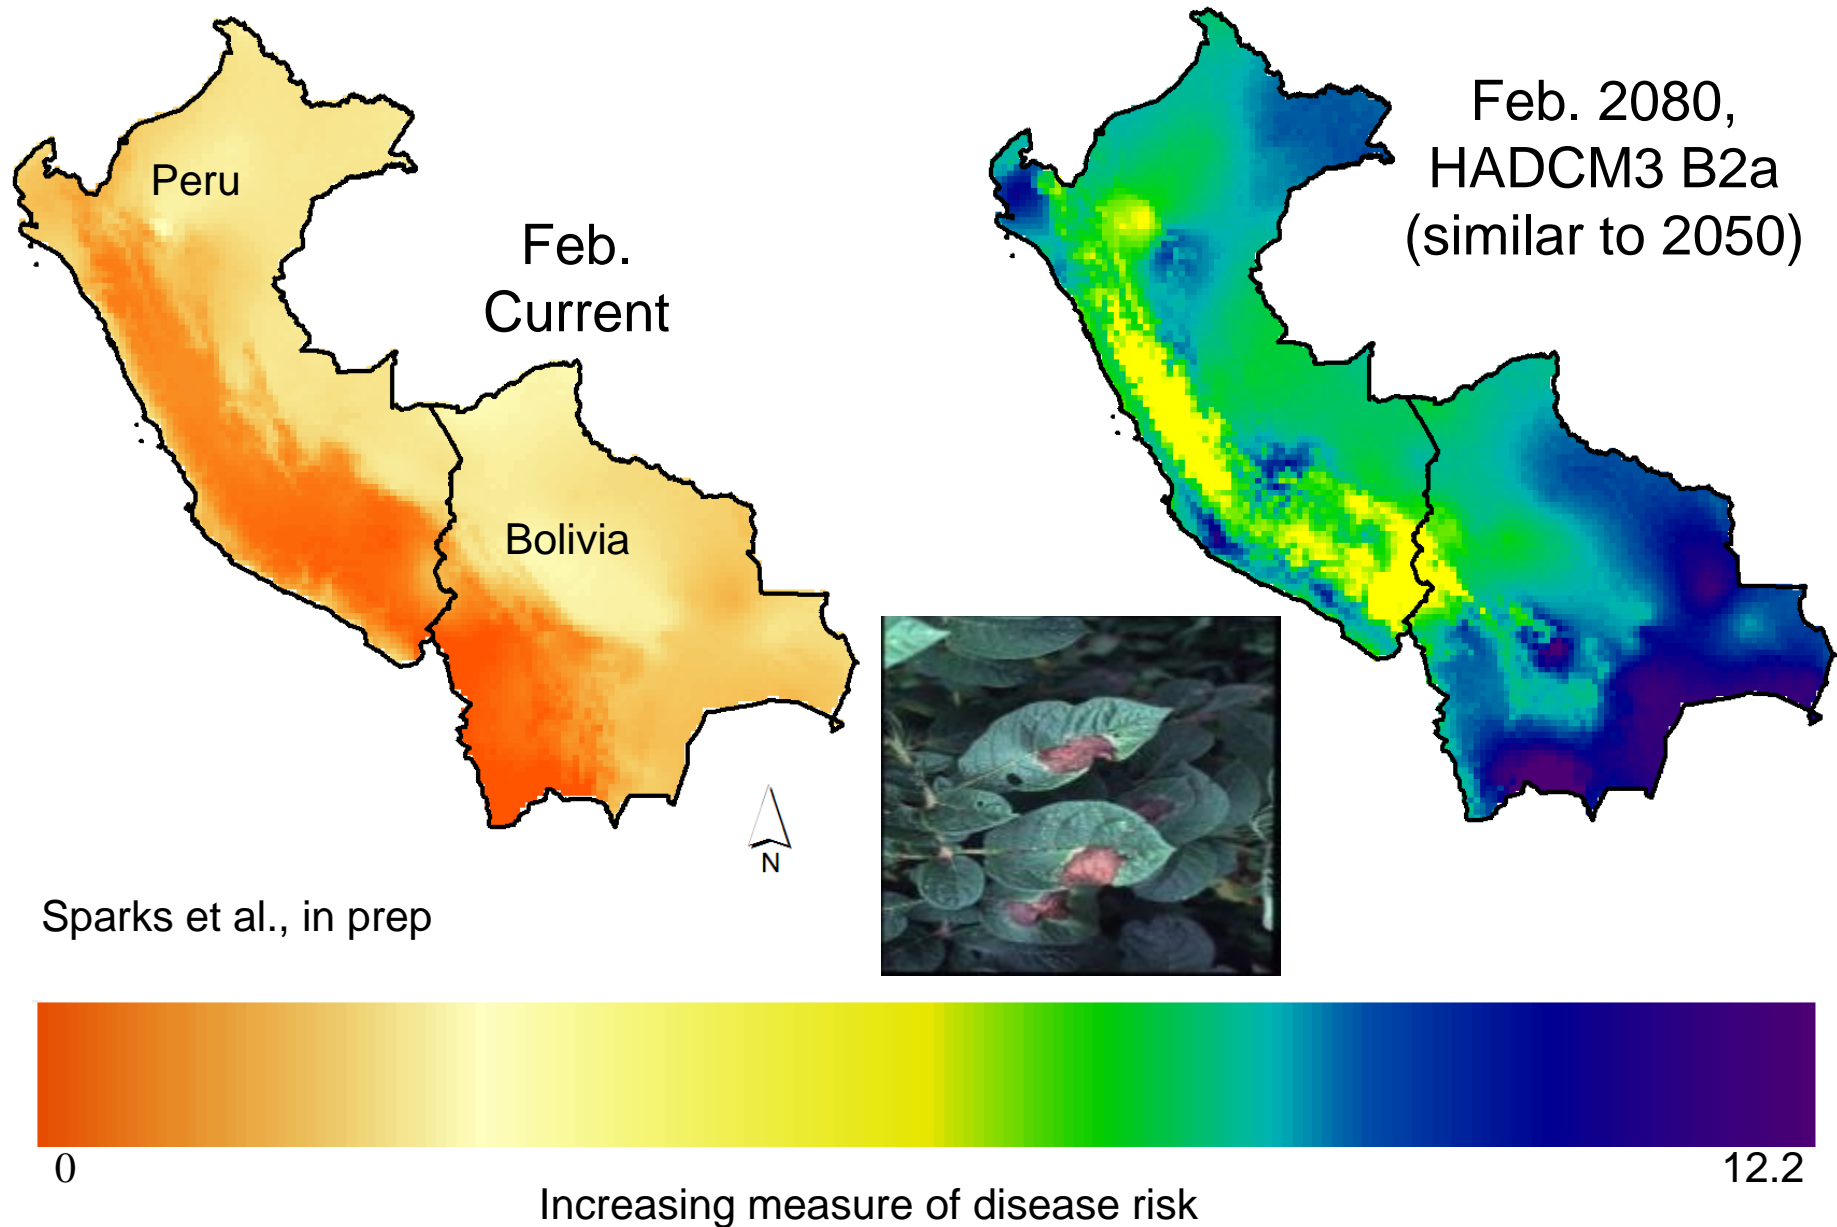 Peru
Feb.
Current
Bolivia
N
Feb. 2080,
HADCM3 B2a
(similar to 2050)
Sparks et al., in prep
0
12.2
Increasing measure of disease risk